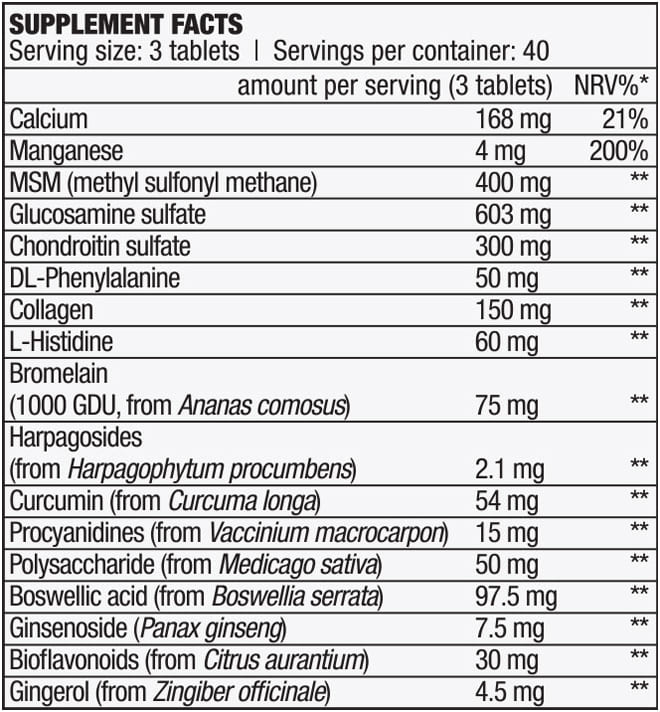 SUPPLEMENT FACTS
Serving size: 3 tablets | Servings per container: 40
amount per serving (3 tablets) NRV%*
Calcium 168 mg 21%
Manganese 4 mg 200%
MSM (methyl sulfonyl methane) 400 mg **
Glucosamine sulfate 603 mg **
Chondroitin sulfate 300 mg **
DL-Phenylalanine 50 mg **
Collagen 150 mg **
L-Histidine 60 mg **
Bromelain
(1000 GDU, from Ananas comosus) 75 mg **
Harpagosides
(from Harpagophytum procumbens) 2.1 mg **
Curcumin (from Curcuma longa) 54 mg **
Procyanidines (from Vaccinium macrocarpon) 15 mg **
Polysaccharide (from Medicago sativa) 50 mg **
Boswellic acid (from Boswellia serrata) 97.5 mg **
Ginsenoside (Panax ginseng) 7.5 mg **
Bioflavonoids (from Citrus aurantium) 30 mg **
Gingerol (from Zingiber officinale) 4.5 mg **